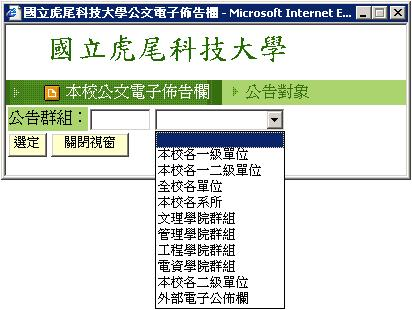 國立虎尾科技大學公文電子佈告欄 - Microsoft Internet E...
國立虎尾科技大學
本校公文電子佈告欄 公告對象
公告群組：
選定 關閉視窗
本校各一級單位
本校各一二級單位
全校各單位
本校各系所
文理學院群組
管理學院群組
工程學院群組
電資學院群組
本校各二級單位
外部電子公佈欄